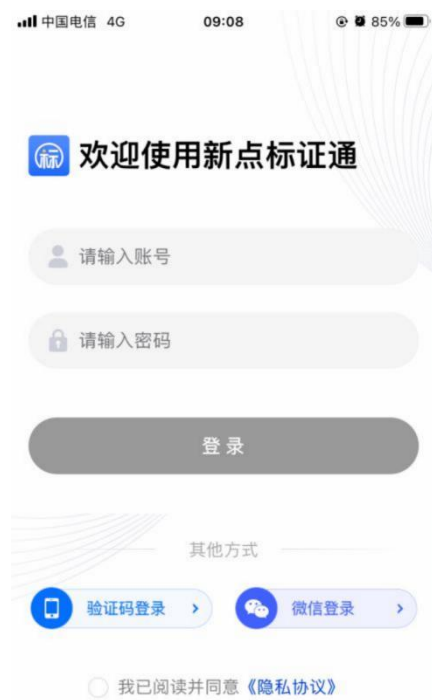 中国电信 4G 09:08 85%
标 欢迎使用新点标证通
请输入账号
请输入密码
登录
其他方式
验证码登录 > 微信登录 >
我已阅读并同意《隐私协议》